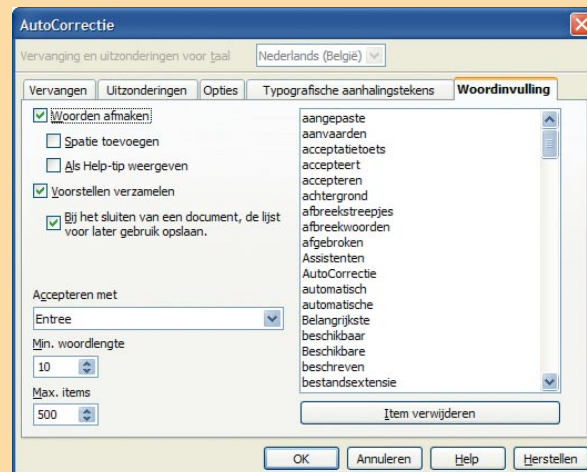 AutoCorrectie
Vervanging en uitzonderingen voor taal
Nederlands (België)
Vervangen
Uitzonderingen
Opties
Typografische aanhalingstekens
Woordinvulling
Woorden afmaken
Spatie toevoegen
Als Help-tip weergeven
Voorstellen verzamelen
Bij het sluiten van een document, de lijst
voor later gebruik opslaan.
Accepteren met
Entree
Min. woordlengte
10
Max. items
500
aangepaste
aanvaarden
acceptatietoets
accepteert
accepteren
achtergrond
afbreekstreepjes
afbreekwoorden
afgebroken
Assistenten
AutoCorrectie
automatisch
automatische
Belangrijkste
beschikbaar
Beschikbare
beschreven
bestandsextensie
Item verwijderen
OK
Annuleren
Help
Herstellen